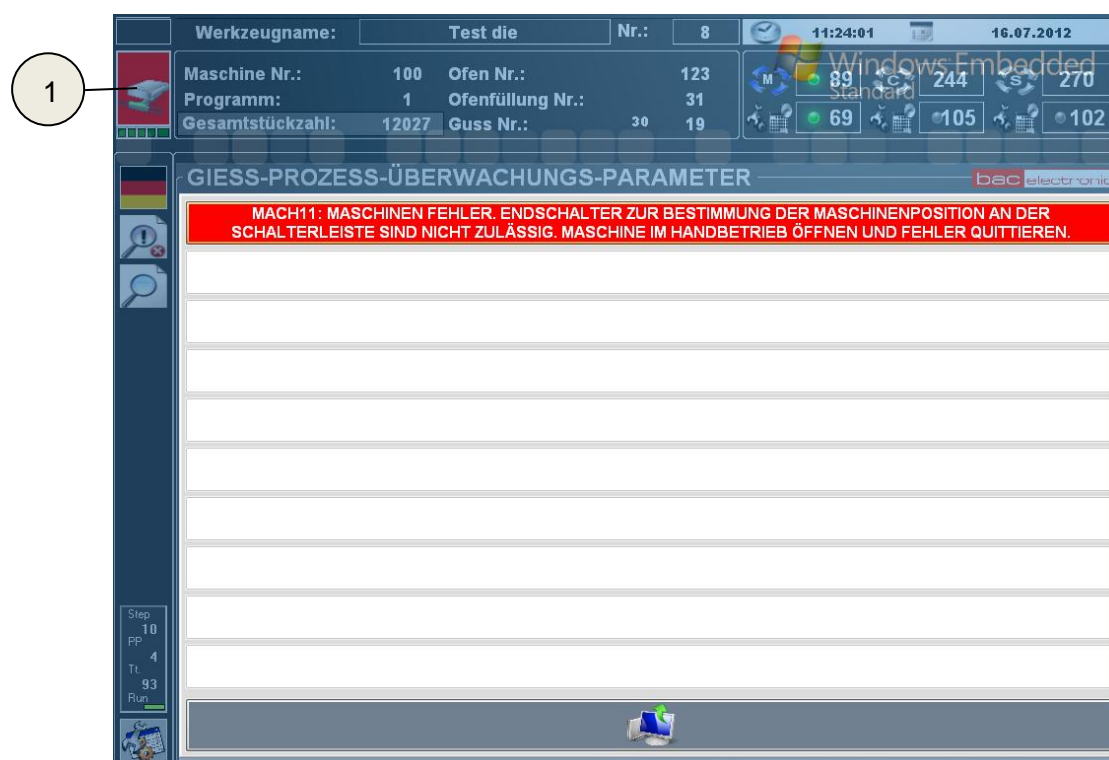 1
Werkzeugname: Test die Nr.: 8 11:24:01 16.07.2012
Windows Embedded
Standard
Maschine Nr.: 100 Ofen Nr.: 123 M 89 C 244 S 270
Programm: 1 Ofenfüllung Nr.: 31
Gesamtstückzahl: 12027 Guss Nr.: 30 19 69 105 102
GIESS-PROZESS-ÜBERWACHUNGS-PARAMETER bac electronic
MACH11: MASCHINEN FEHLER. ENDSCHALTER ZUR BESTIMMUNG DER MASCHINENPOSITION AN DER
SCHALTERLEISTE SIND NICHT ZULÄSSIG. MASCHINE IM HANDBETRIEB ÖFFNEN UND FEHLER QUITTIEREN.
Step
10
PP
4
Tt.
93
Run